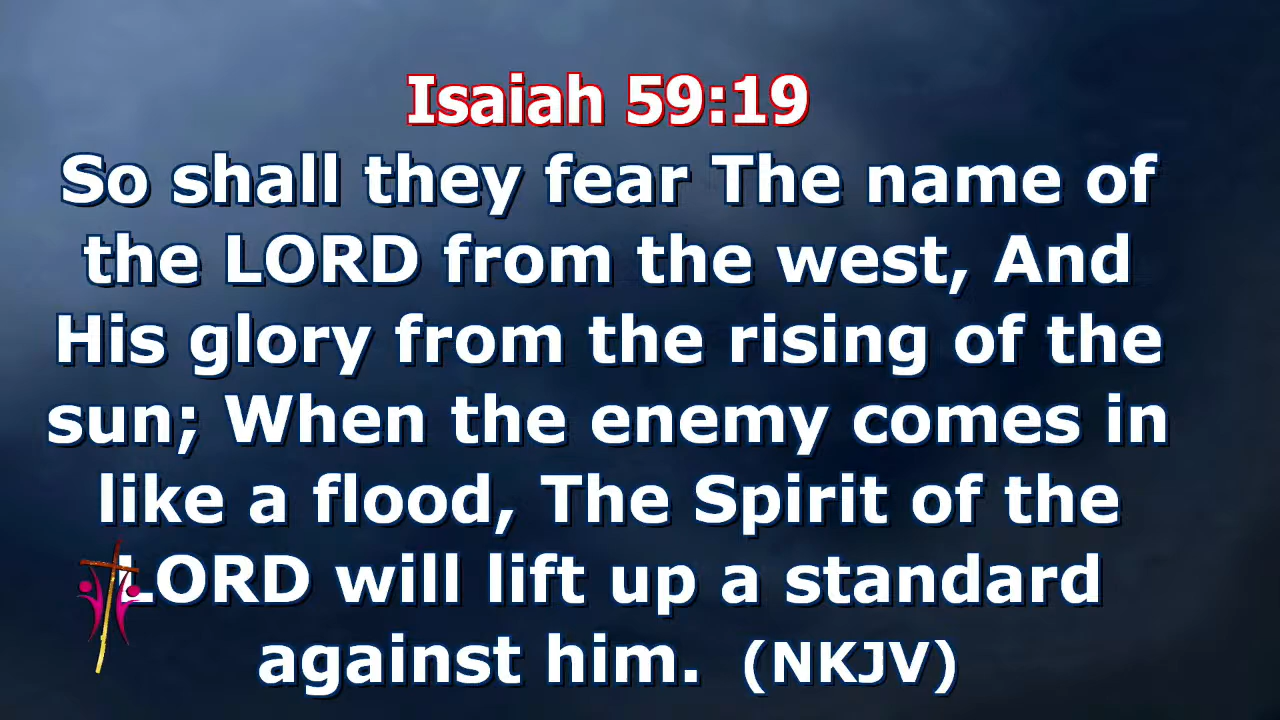 Isaiah 59:19
So shall they fear The name of
the LORD from the west, And
His glory from the rising of the
sun; When the enemy comes in
like a flood, The Spirit of the
LORD will lift up a standard
against him. (NKJV)